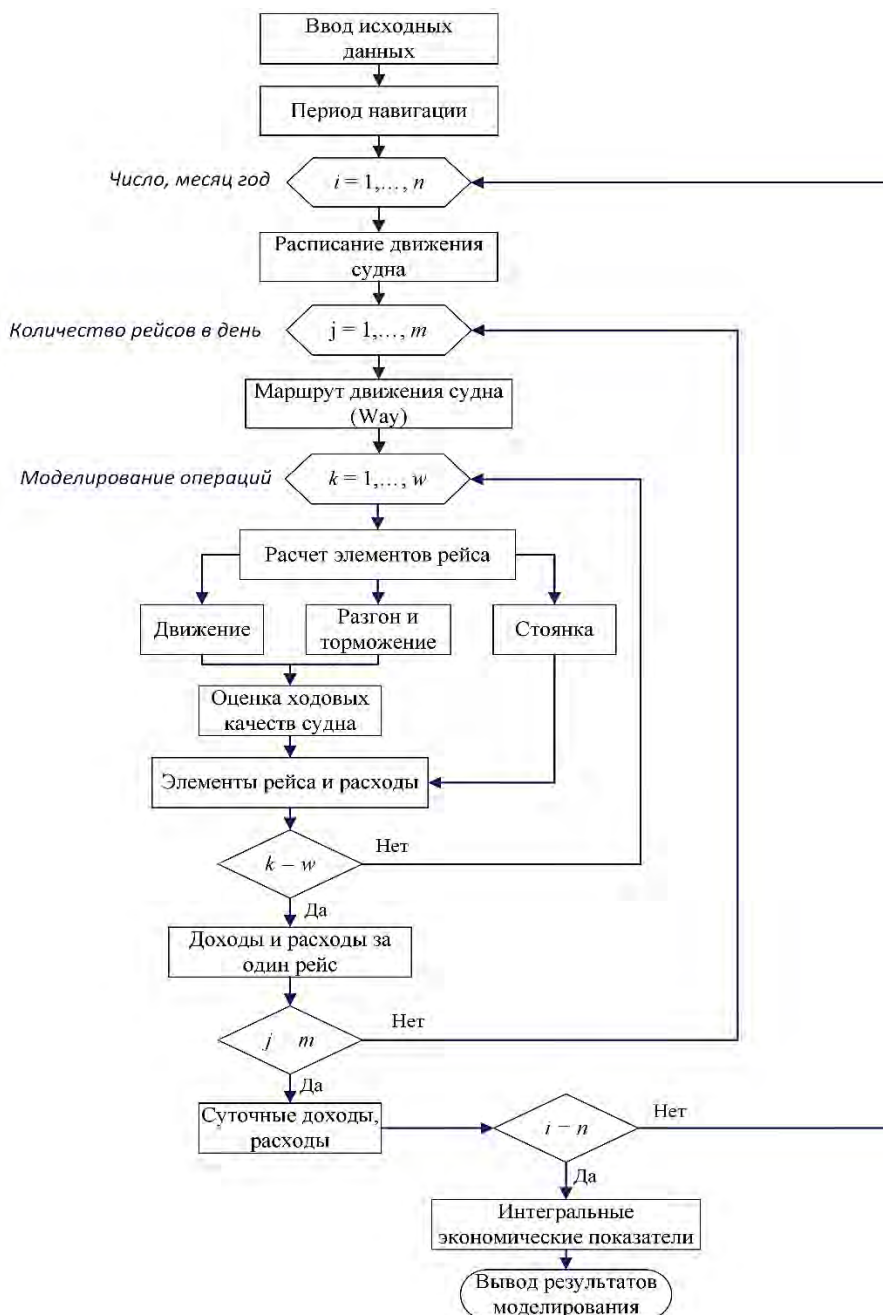 Ввод исходных
данных
Период навигации
Число, месяц год
i = 1,..., n
Расписание движения
судна
Количество рейсов в день
j = 1,..., m
Маршрут движения судна
(Way)
Моделирование операций
k = 1,..., w
Расчет элементов рейса
Движение
Разгон и
торможение
Стоянка
Оценка ходовых
качеств судна
Элементы рейса и расходы
k – w
Нет
Да
Доходы и расходы за
один рейс
j m
Нет
Да
Суточные доходы,
расходы
i − n
Нет
Да
Интегральные
экономические показатели
Вывод результатов
моделирования